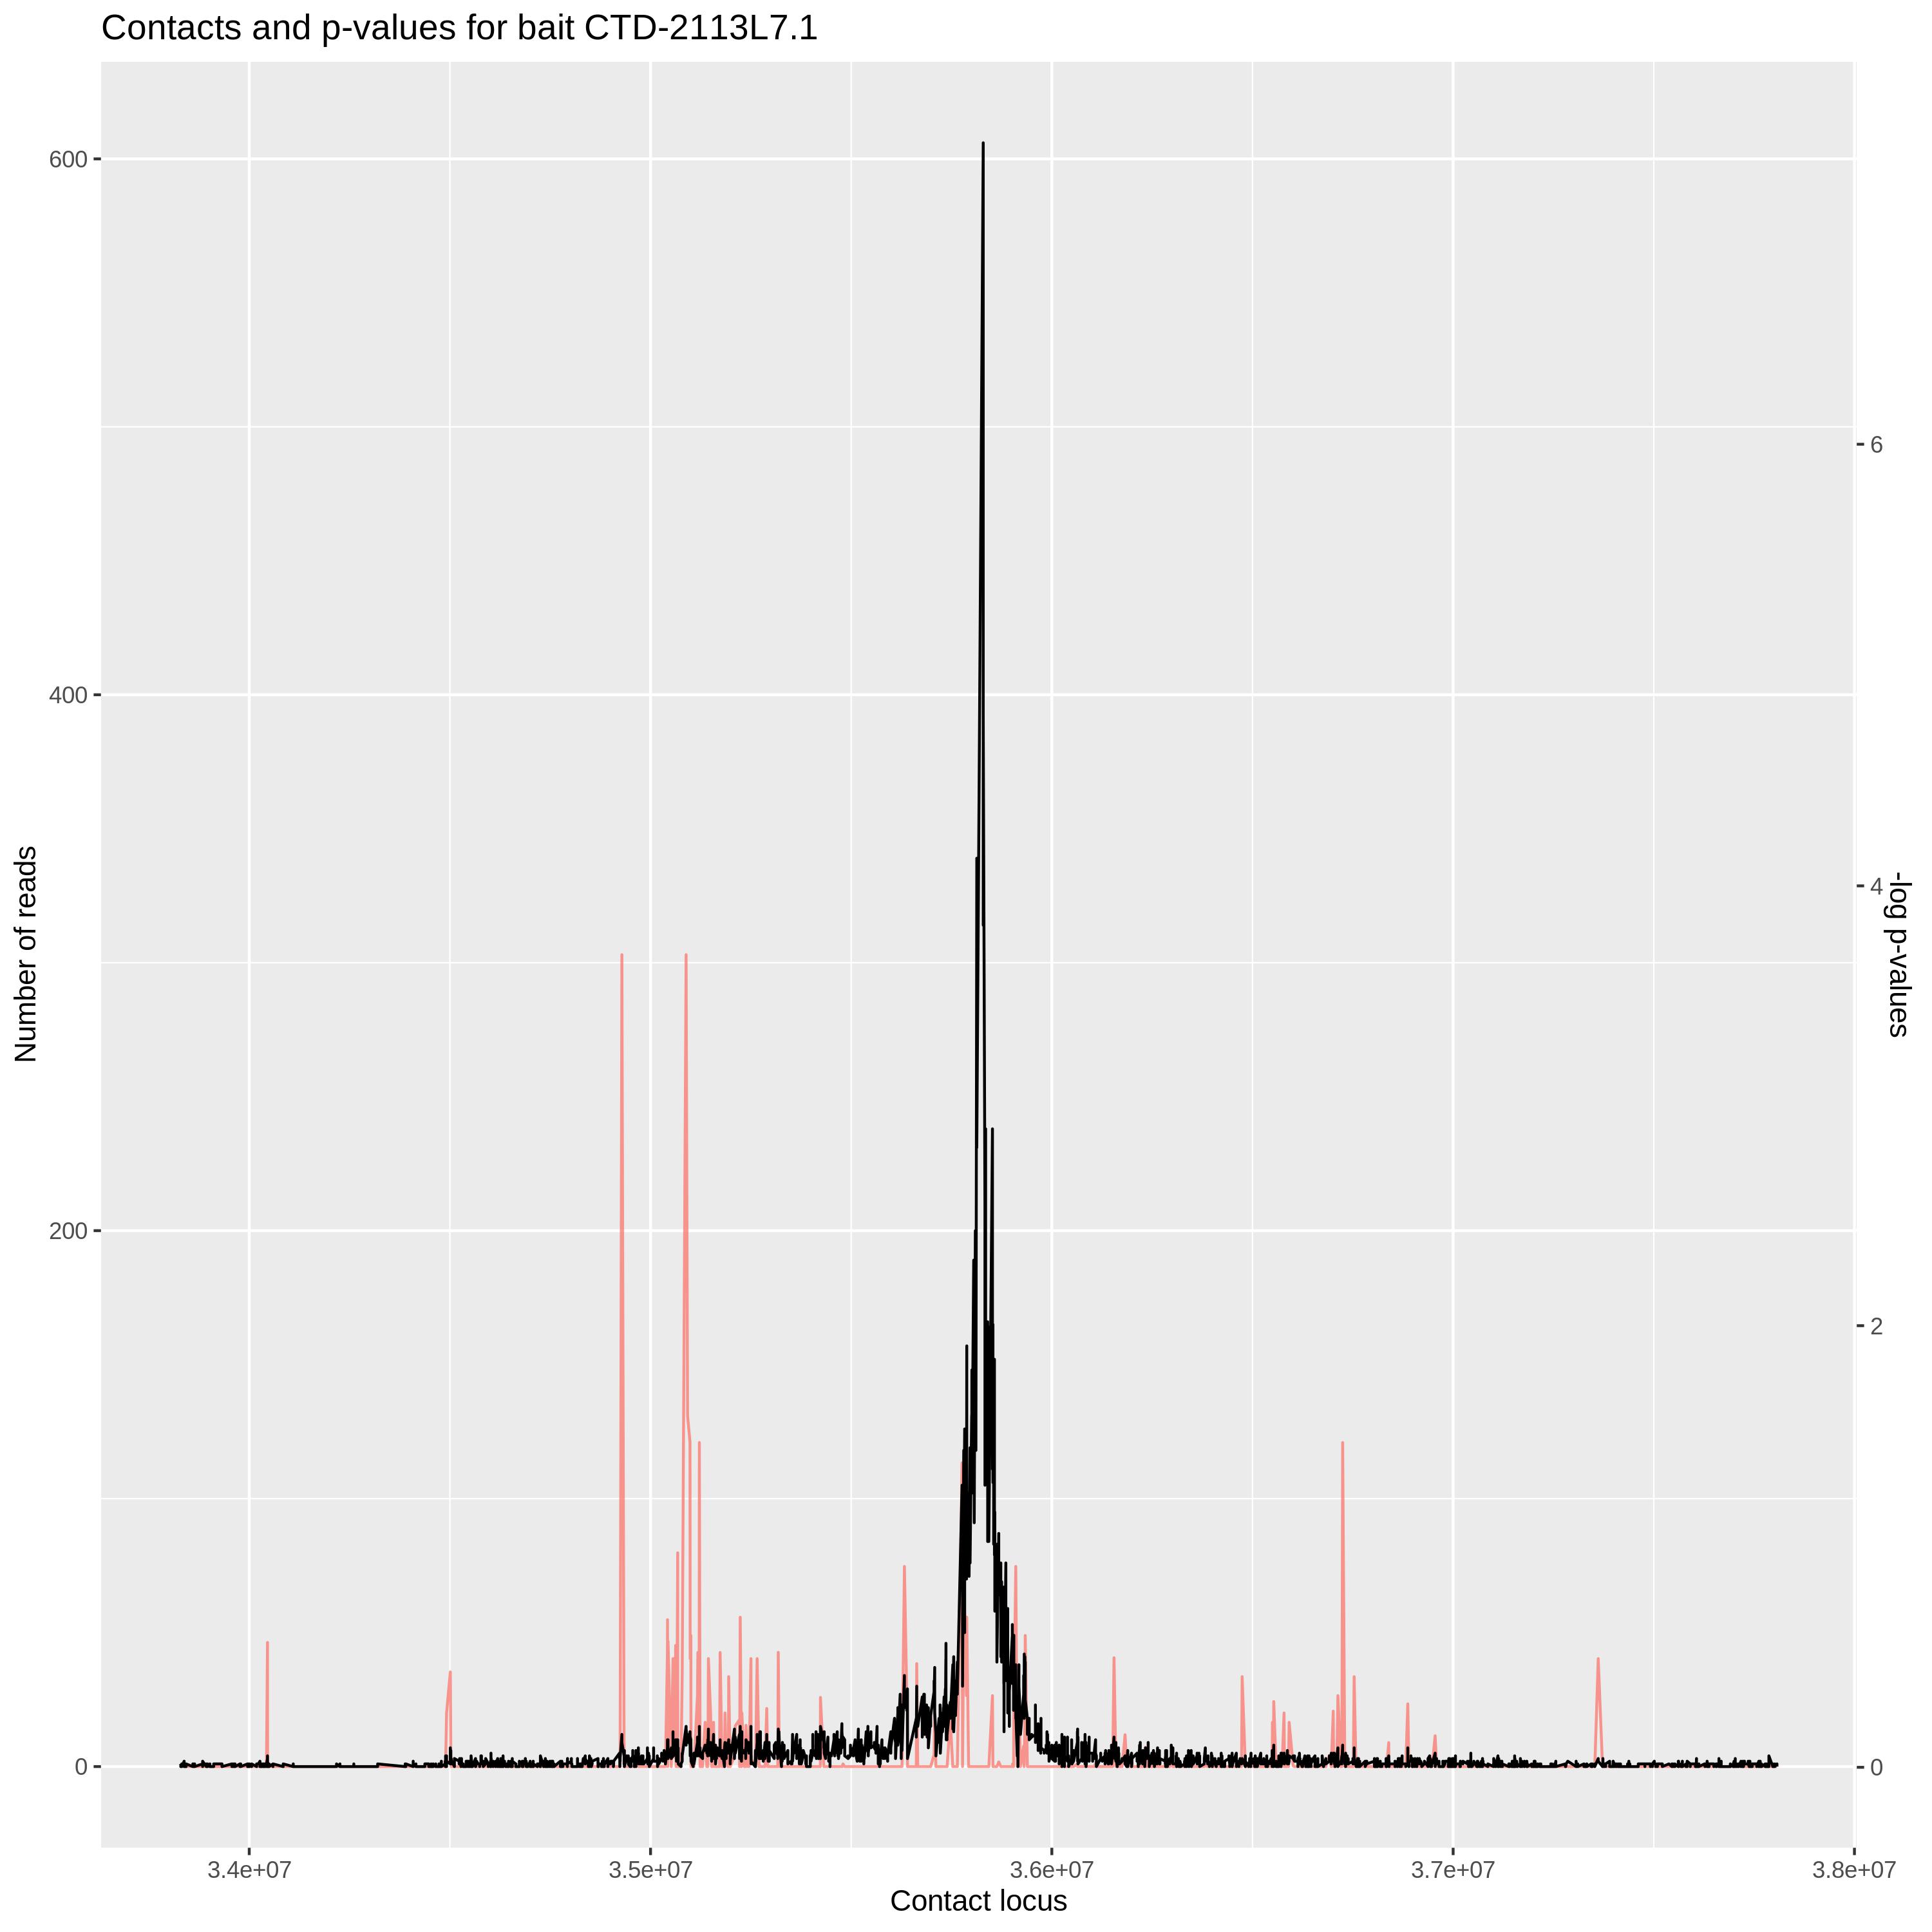 Contacts and p-values for bait CTD-2113L7.1
600
400
200
0
Number of reads
6
4
2
0
-log p-values
3.4e+07
3.5e+07
3.6e+07
3.7e+07
3.8e+07
Contact locus